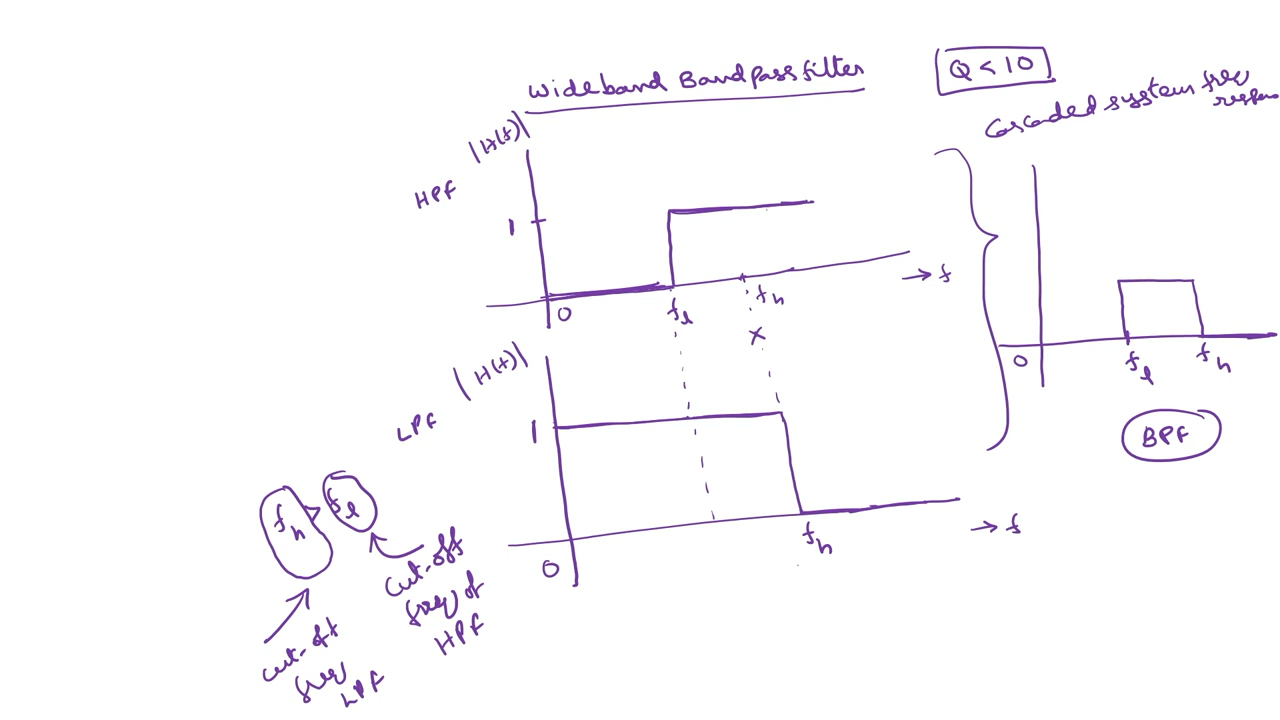 Wideband Bandpass filter
Q < 10
Cascaded system freq
|H(f)|
HPF
1
0
fl
fh
→ f
x
|H(f)|
LPF
1
0
fh
→ f
0
fl
fh
BPF
fh > fl
cut-off
freq of
HPF
cut-off
freq
LPF